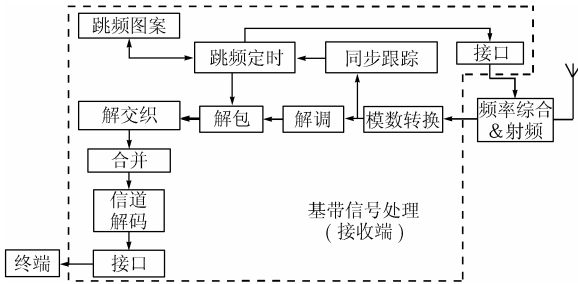 跳频图案
跳频定时
同步跟踪
接口
解交织
解包
解调
模数转换
频率综合
&射频
合并
信道
解码
基带信号处理
(接收端)
终端
接口